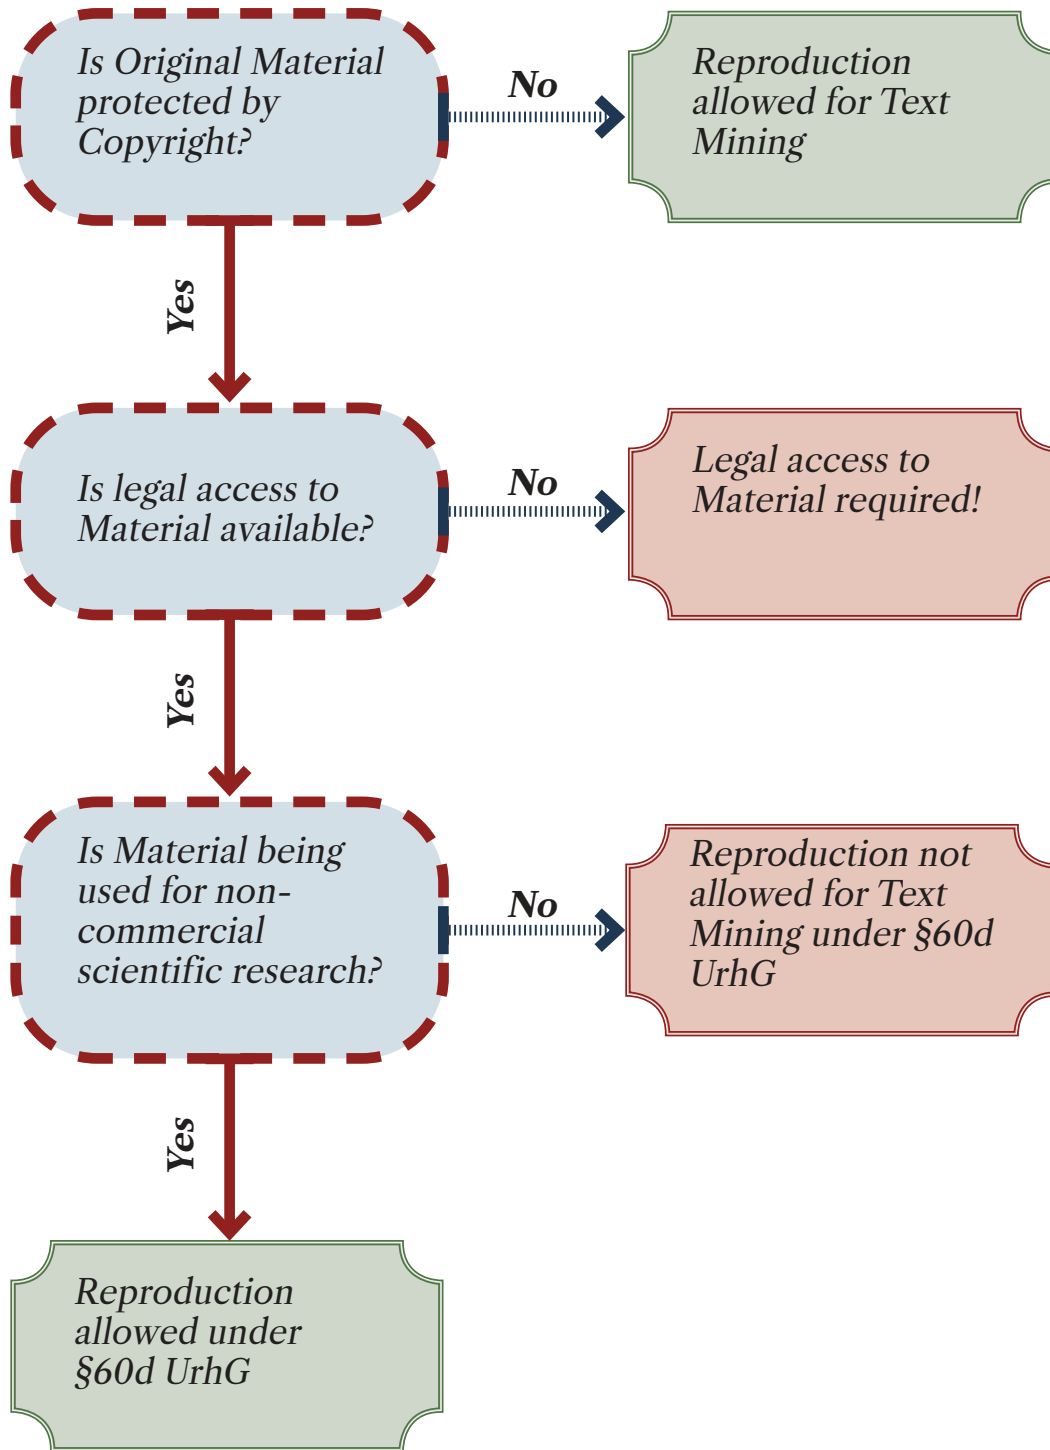 Is Original Material
protected by
Copyright?
No
Reproduction
allowed for Text
Mining
Yes
Is legal access to
Material available?
No
Legal access to
Material required!
Yes
Is Material being
used for non-
commercial
scientific research?
No
Reproduction not
allowed for Text
Mining under §60d
UrhG
Yes
Reproduction
allowed under
§60d UrhG